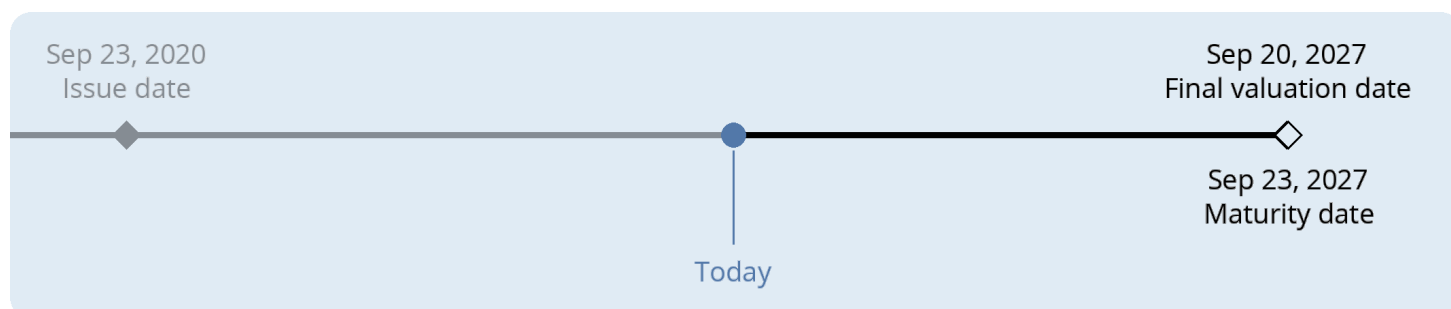 Sep 23, 2020
Issue date
Sep 20, 2027
Final valuation date
Sep 23, 2027
Maturity date
Today